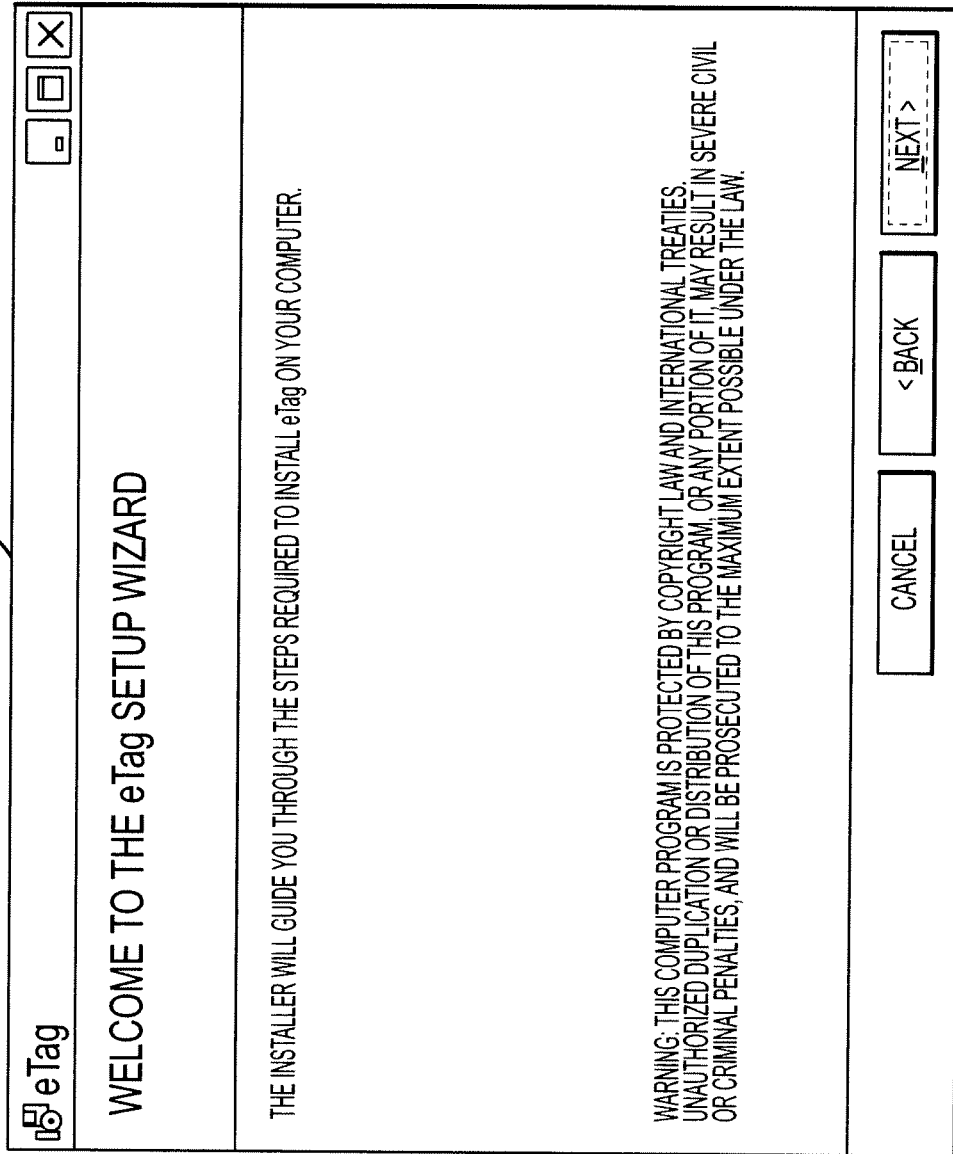 eTag
WELCOME TO THE eTag SETUP WIZARD
THE INSTALLER WILL GUIDE YOU THROUGH THE STEPS REQUIRED TO INSTALL eTag ON YOUR COMPUTER.
WARNING: THIS COMPUTER PROGRAM IS PROTECTED BY COPYRIGHT LAW AND INTERNATIONAL TREATIES.
UNAUTHORIZED DUPLICATION OR DISTRIBUTION OF THIS PROGRAM, OR ANY PORTION OF IT, MAY RESULT IN SEVERE CIVIL
OR CRIMINAL PENALTIES, AND WILL BE PROSECUTED TO THE MAXIMUM EXTENT POSSIBLE UNDER THE LAW.
CANCEL
< BACK
NEXT >